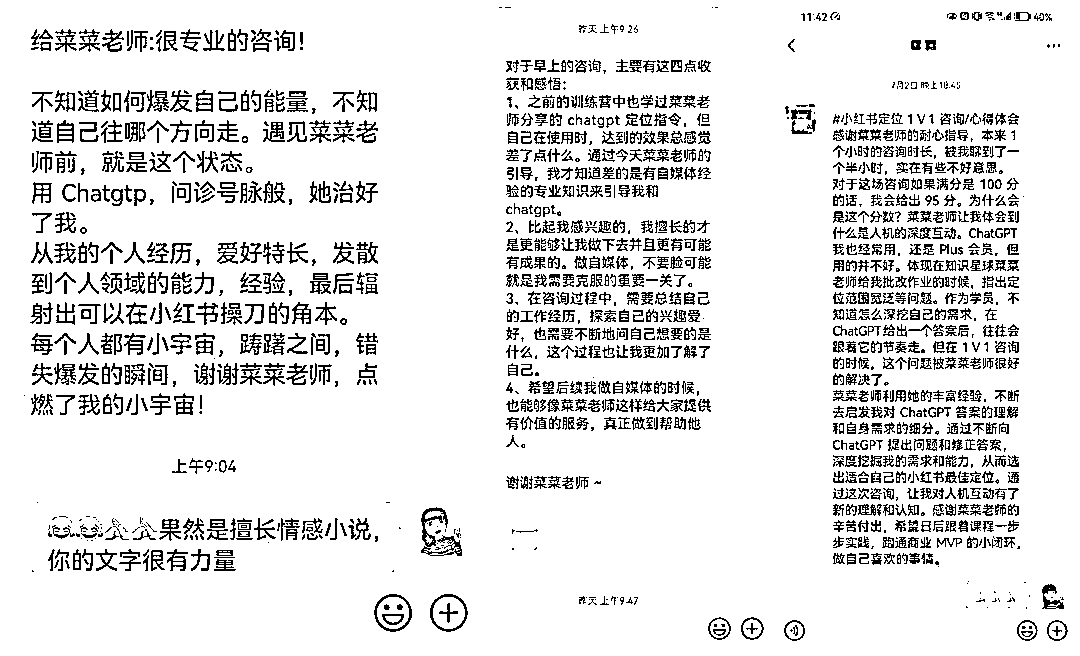 给菜菜老师:很专业的咨询!
不知道如何爆发自己的能量，不知
道自己往哪个方向走。遇见菜菜老
师前，就是这个状态。
用 Chatgtp，问诊号脉般，她治好
了我。
从我的个人经历，爱好特长，发散
到个人领域的能力，经验，最后辐
射出可以在小红书操刀的角本。
每个人都有小宇宙，踌躇之间，错
失爆发的瞬间，谢谢菜菜老师，点
燃了我的小宇宙!
上午9:04
果然是擅长情感小说，
你的文字很有力量
昨天上午9:26
对于早上的咨询，主要有这四点收
获和感悟:
1、之前的训练营中也学过菜菜老
师分享的 chatgpt 定位指令，但
自己在使用时，达到的效果总感觉
差了点什么。通过今天菜菜老师的
引导，我才知道差的是有自媒体经
验的专业知识来引导我和
chatgpt。
2、比起我感兴趣的，我擅长的才
是更能够让我做下去并且更有可能
有成果的。做自媒体，不要脸可能
就是我需要克服的重要一关了。
3、在咨询过程中，需要总结自己
的工作经历，探索自己的兴趣爱
好，也需要不断地问自己想要的是
什么，这个过程也让我更加了解了
自己。
4、希望后续我做自媒体的时候，
也能够像菜菜老师这样给大家提供
有价值的服务，真正做到帮助他
人。
谢谢菜菜老师 ~
昨天上午9:47
11:42
40%
7月2日 晚上18:45
#小红书定位 1 V 1 咨询/心得体会
感谢菜菜老师的耐心指导，本来 1
个小时的咨询时长，被我聊到了一
个半小时，实在有些不好意思。
对于这场咨询如果满分是 100 分
的话，我会给出 95 分。为什么会
是这个分数？菜菜老师让我体会到
什么是人机的深度互动。ChatGPT
我也经常用，还是 Plus 会员，但
用的并不好。体现在知识星球菜菜
老师给我批改作业的时候，指出定
位范围宽泛等问题。作为学员，不
知道怎么深挖自己的需求，在
ChatGPT给出一个答案后，往往会
跟着它的节奏走。但在 1 V 1 咨询
的时候，这个问题被菜菜老师很好
的解决了。
菜菜老师利用她的丰富经验，不断
去启发我对 ChatGPT 答案的理解
和自身需求的细分。通过不断向
ChatGPT 提出问题和修正答案，
深度挖掘我的需求和能力，从而选
出适合自己的小红书最佳定位。通
过这次咨询，让我对人机互动有了
新的理解和认知。感谢菜菜老师的
辛苦付出，希望日后跟着课程一步
步实践，跑通商业 MVP 的小闭环，
做自己喜欢的事情。